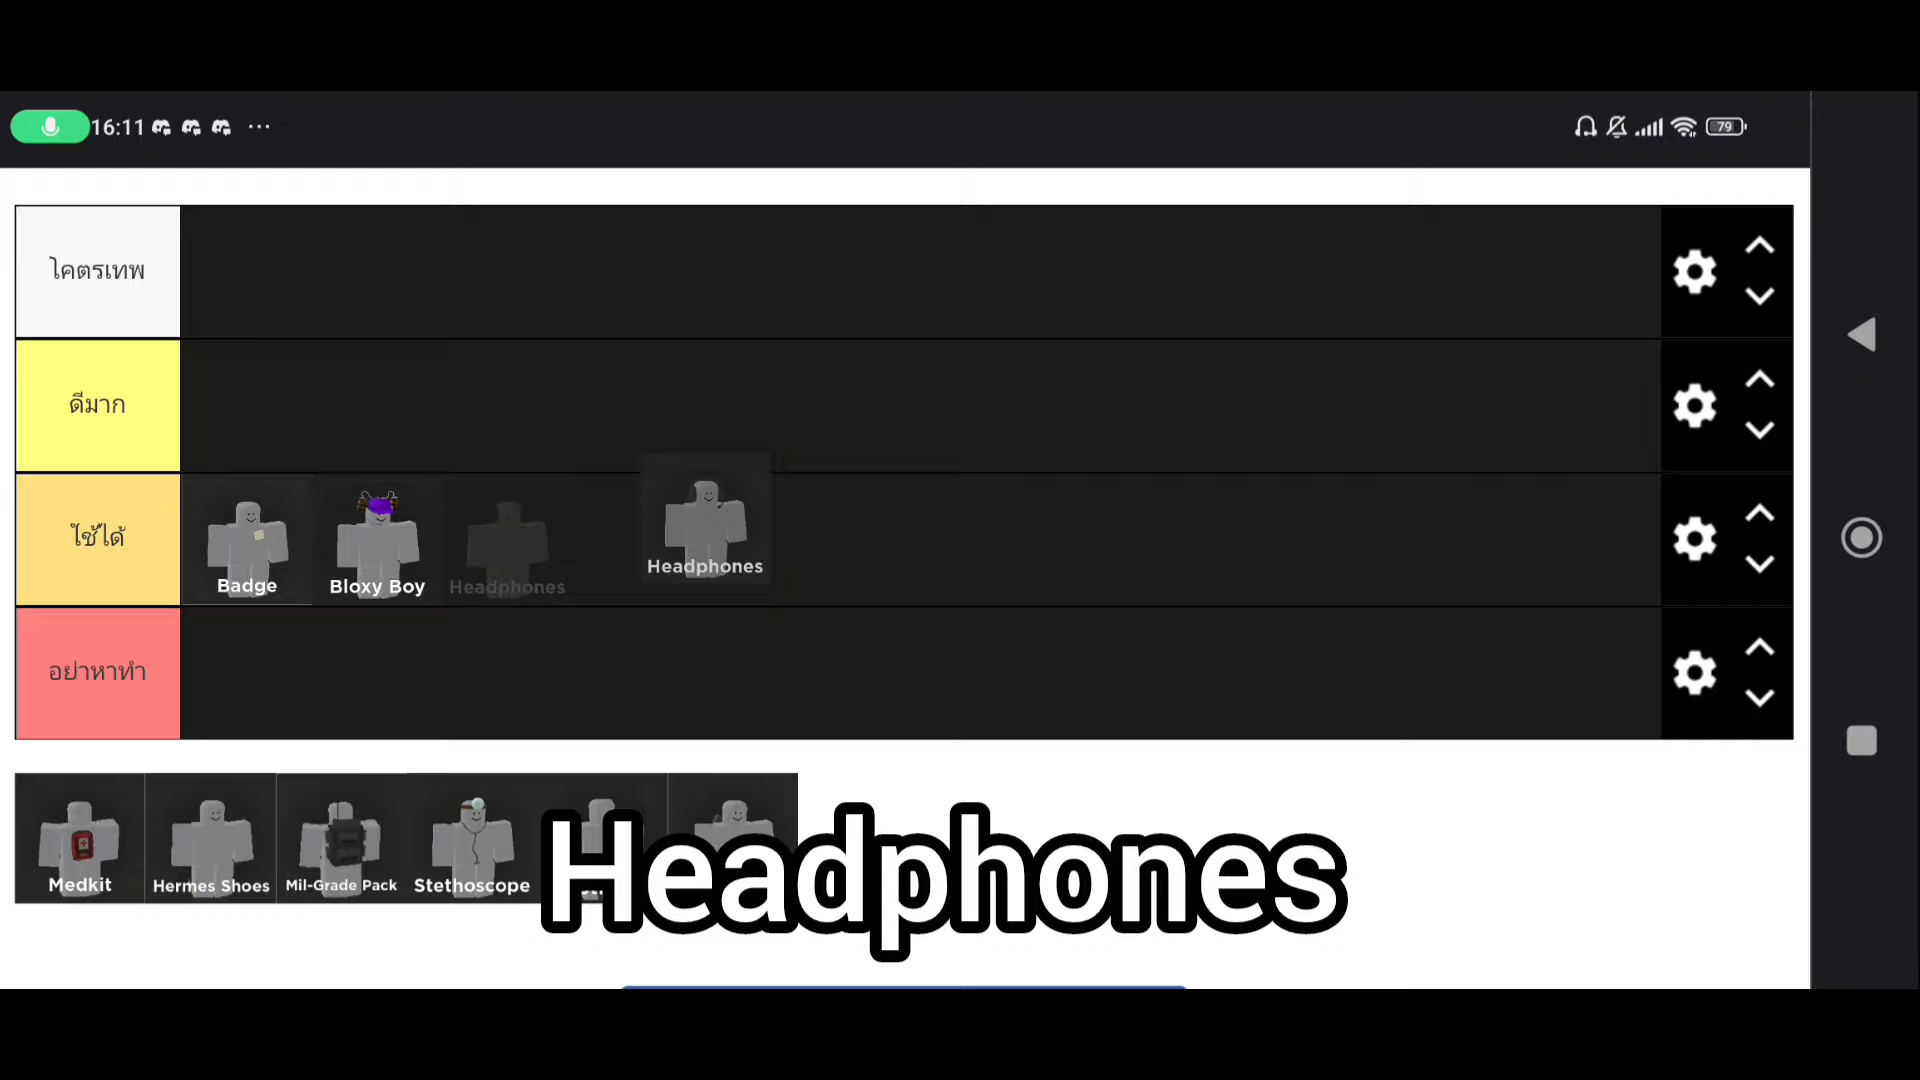 16:11
79
โคตรเทพ
ดีมาก
ใช้ได้
Badge
Bloxy Boy
Headphones
Headphones
อย่าหาทำ
Medkit
Hermes Shoes
Mil-Grade Pack
Stethoscope
Headphones